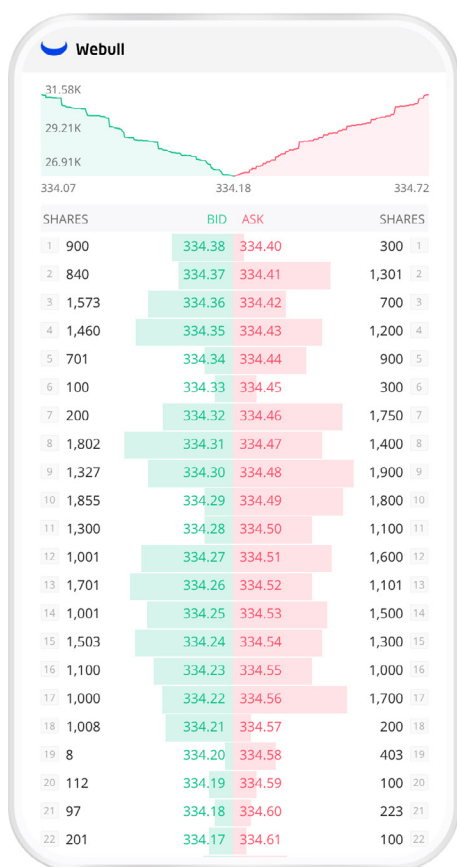 Webull
31.58K
29.21K
26.91K
334.07 334.18 334.72
SHARES BID ASK SHARES
1 900 334.38 334.40 300 1
2 840 334.37 334.41 1,301 2
3 1,573 334.36 334.42 700 3
4 1,460 334.35 334.43 1,200 4
5 701 334.34 334.44 900 5
6 100 334.33 334.45 300 6
7 200 334.32 334.46 1,750 7
8 1,802 334.31 334.47 1,400 8
9 1,327 334.30 334.48 1,900 9
10 1,855 334.29 334.49 1,800 10
11 1,300 334.28 334.50 1,100 11
12 1,001 334.27 334.51 1,600 12
13 1,701 334.26 334.52 1,101 13
14 1,001 334.25 334.53 1,500 14
15 1,503 334.24 334.54 1,300 15
16 1,100 334.23 334.55 1,000 16
17 1,000 334.22 334.56 1,700 17
18 1,008 334.21 334.57 200 18
19 8 334.20 334.58 403 19
20 112 334.19 334.59 100 20
21 97 334.18 334.60 223 21
22 201 334.17 334.61 100 22